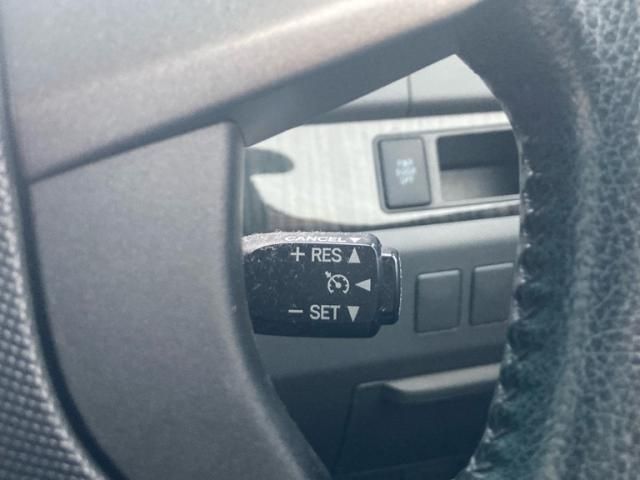 CANCEL ▼
+ RES ▲
◀
− SET ▼